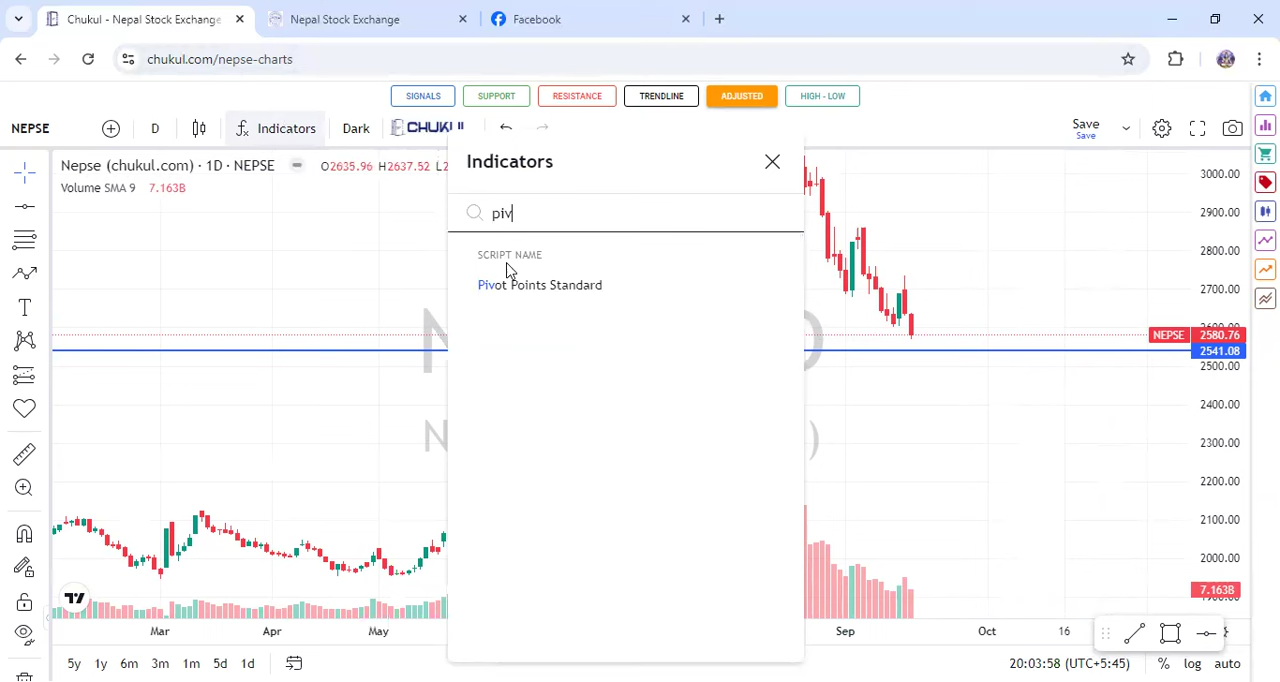 Chukul - Nepal Stock Exchange
Nepal Stock Exchange
Facebook
chukul.com/nepse-charts
SIGNALS
SUPPORT
RESISTANCE
TRENDLINE
ADJUSTED
HIGH - LOW
NEPSE
D
Indicators
Dark
Save
Save
Nepse (chukul.com) · 1D · NEPSE
O2635.96 H2637.52
Volume SMA 9 7.163B
Indicators
piv
SCRIPT NAME
Pivot Points Standard
3000.00
2900.00
2800.00
2700.00
NEPSE 2580.76
2541.08
2500.00
2400.00
2300.00
2200.00
2100.00
2000.00
7.163B
Mar
Apr
May
Sep
Oct
16
5y
1y
6m
3m
1m
5d
1d
20:03:58 (UTC+5:45)
%
log
auto